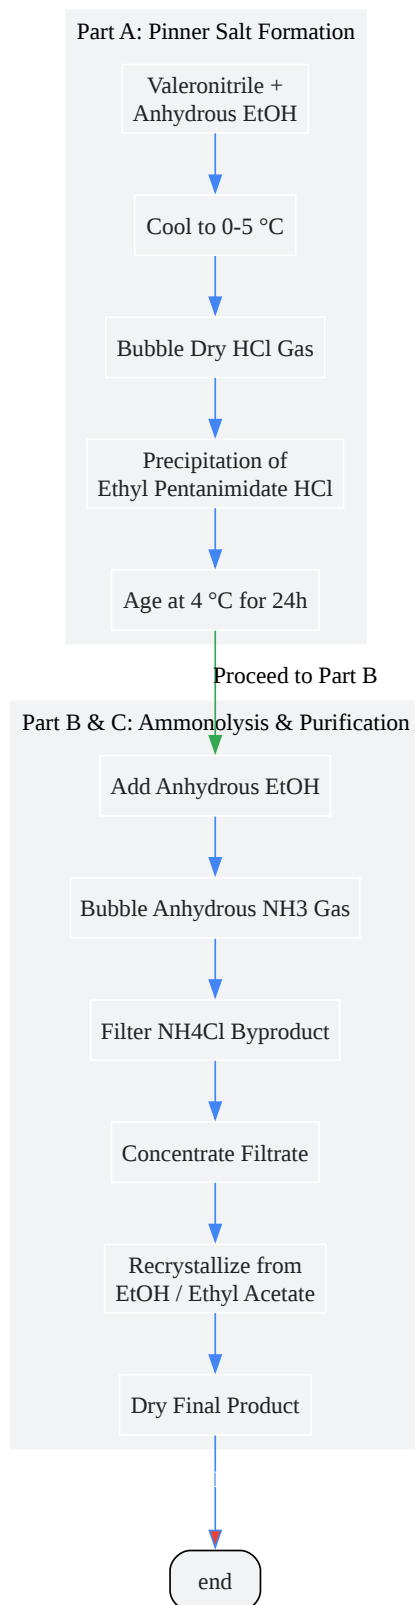 Part A: Pinner Salt Formation
Valeronitrile +
Anhydrous EtOH
Cool to 0-5 °C
Bubble Dry HCl Gas
Precipitation of
Ethyl Pentanimidate HCl
Age at 4 °C for 24h
Proceed to Part B
Part B & C: Ammonolysis & Purification
Add Anhydrous EtOH
Bubble Anhydrous NH3 Gas
Filter NH4Cl Byproduct
Concentrate Filtrate
Recrystallize from
EtOH / Ethyl Acetate
Dry Final Product
end